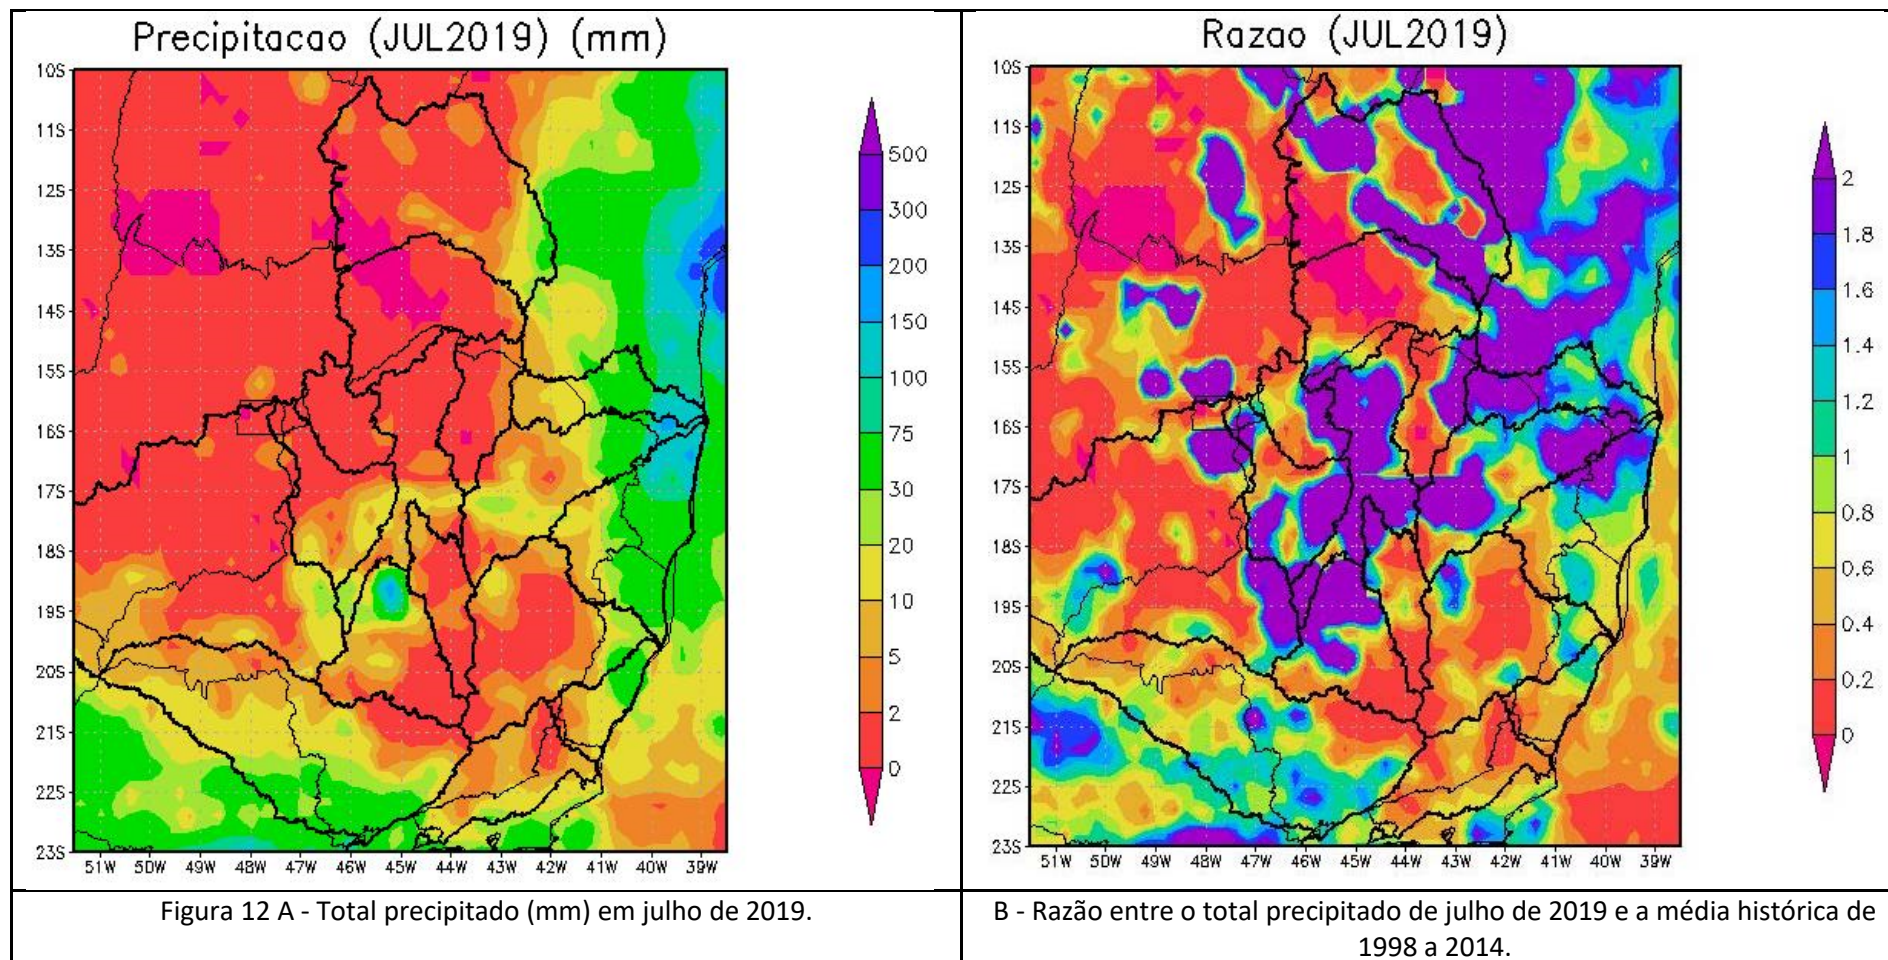 Precipitacao (JUL2019) (mm)
10S
11S
12S
13S
14S
15S
16S
17S
18S
19S
20S
21S
22S
23S
51W 50W 49W 48W 47W 46W 45W 44W 43W 42W 41W 40W 39W
500
300
200
150
100
75
30
20
10
5
2
0
Figura 12 A - Total precipitado (mm) em julho de 2019.
Razao (JUL2019)
10S
11S
12S
13S
14S
15S
16S
17S
18S
19S
20S
21S
22S
23S
51W 50W 49W 48W 47W 46W 45W 44W 43W 42W 41W 40W 39W
2
1.8
1.6
1.4
1.2
1
0.8
0.6
0.4
0.2
0
B - Razão entre o total precipitado de julho de 2019 e a média histórica de
1998 a 2014.